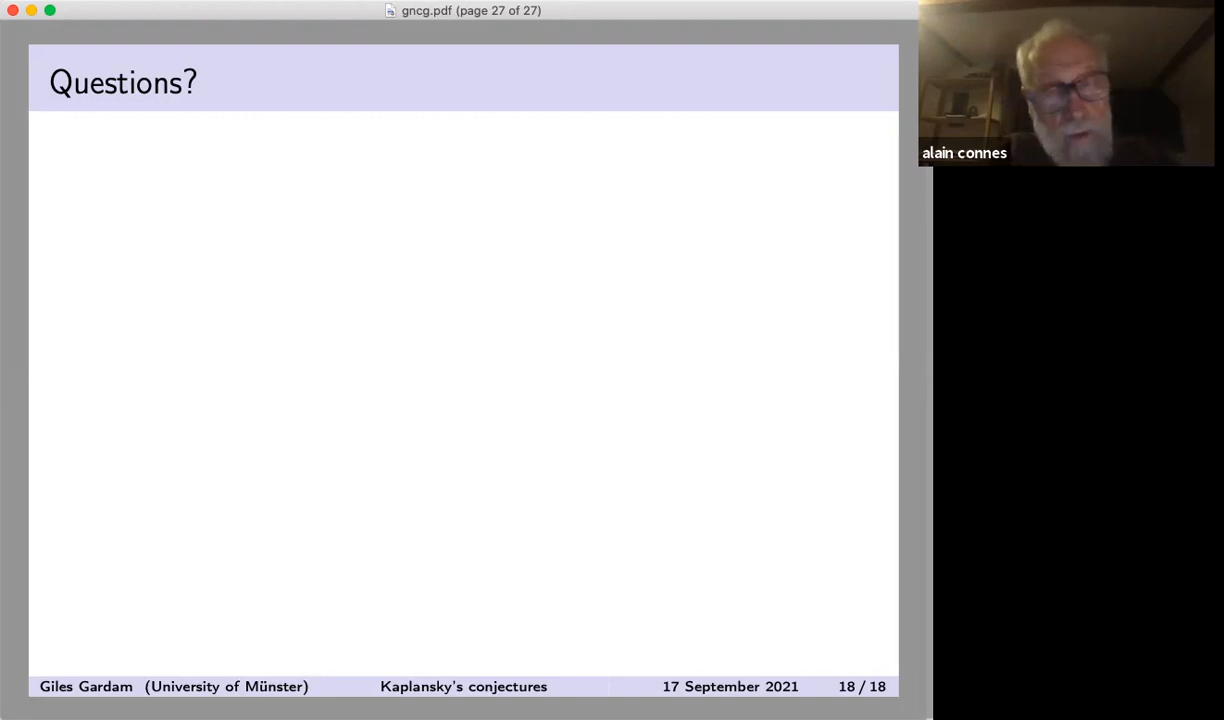 gncg.pdf (page 27 of 27)
Questions?
alain connes
Giles Gardam (University of Münster) Kaplansky's conjectures 17 September 2021 18 / 18